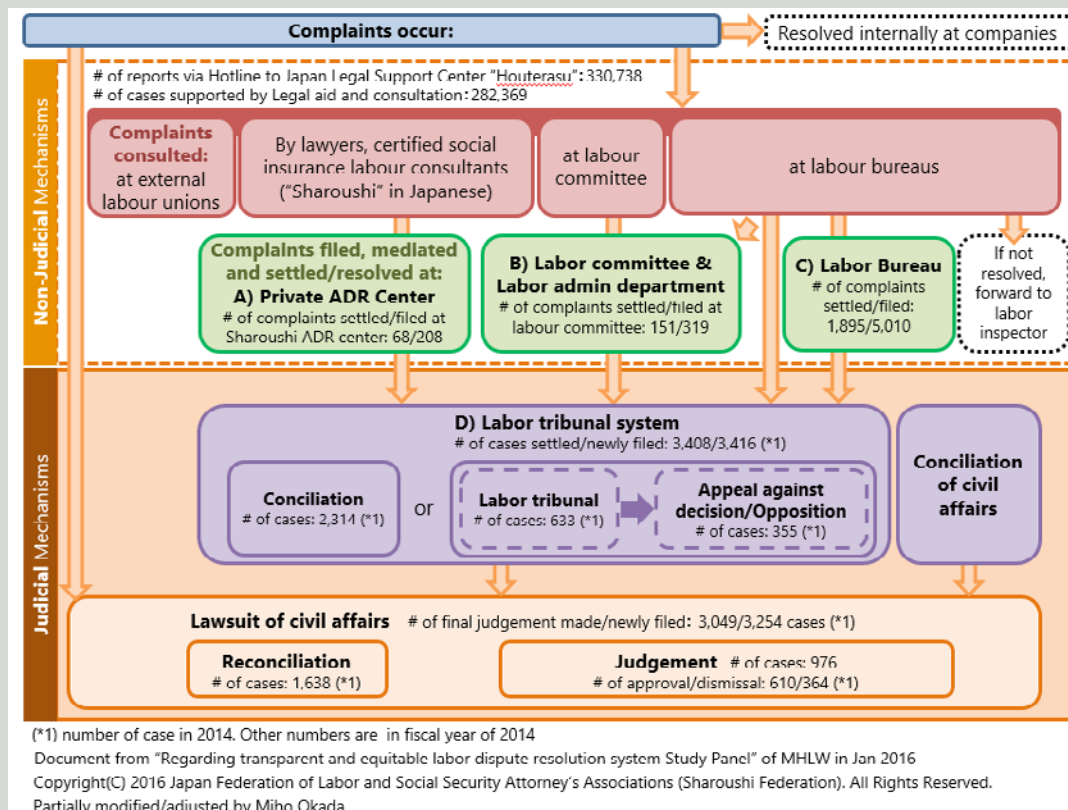 Complaints occur:
Resolved internally at companies
# of reports via Hotline to Japan Legal Support Center "Houterasu": 330,738
# of cases supported by Legal aid and consultation: 282,369
Non-Judicial Mechanisms
Complaints
consulted:
at external
labour unions
By lawyers, certified social
insurance labour consultants
("Sharoushi" in Japanese)
at labour
committee
at labour bureaus
Complaints filed, mediated
and settled/resolved at:
A) Private ADR Center
# of complaints settled/filed at
Sharoushi ADR center: 68/208
B) Labor committee &
Labor admin department
# of complaints settled/filed at
labour committee: 151/319
C) Labor Bureau
# of complaints
settled/filed:
1,895/5,010
If not
resolved,
forward to
labor
inspector
Judicial Mechanisms
D) Labor tribunal system
# of cases settled/newly filed: 3,408/3,416 (*1)
Conciliation
# of cases: 2,314 (*1)
or
Labor tribunal
# of cases: 633 (*1)
Appeal against
decision/Opposition
# of cases: 355 (*1)
Conciliation
of civil
affairs
Lawsuit of civil affairs # of final judgement made/newly filed: 3,049/3,254 cases (*1)
Reconciliation
# of cases: 1,638 (*1)
Judgement # of cases: 976
# of approval/dismissal: 610/364 (*1)
(*1) number of case in 2014. Other numbers are in fiscal year of 2014
Document from "Regarding transparent and equitable labor dispute resolution system Study Panel" of MHLW in Jan 2016
Copyright(C) 2016 Japan Federation of Labor and Social Security Attorney's Associations (Sharoushi Federation). All Rights Reserved.
Partially modified/adjusted by Miho Okada